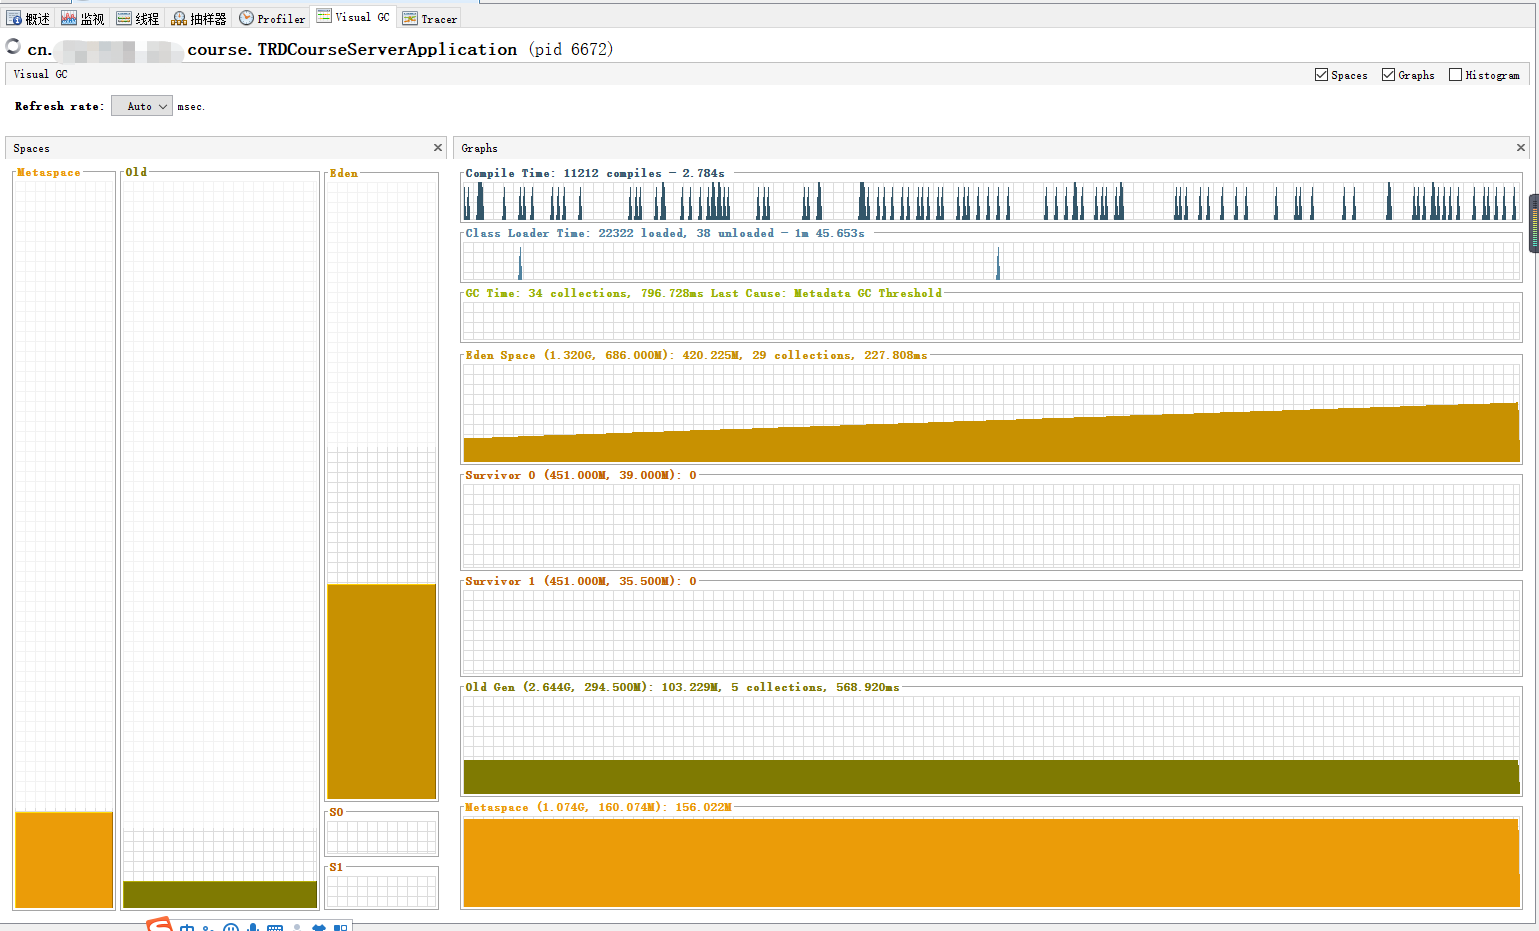 概述 监视 线程 抽样器 Profiler Visual GC Tracer
cn. course.TRDCourseServerApplication (pid 6672)
Visual GC Spaces Graphs Histogram
Refresh rate: Auto msec.
Spaces
Metaspace Old Eden
S0
S1
Graphs
Compile Time: 11212 compiles - 2.784s
Class Loader Time: 22322 loaded, 38 unloaded - 1m 45.653s
GC Time: 34 collections, 796.728ms Last Cause: Metadata GC Threshold
Eden Space (1.320G, 686.000M): 420.225M, 29 collections, 227.808ms
Survivor 0 (451.000M, 39.000M): 0
Survivor 1 (451.000M, 35.500M): 0
Old Gen (2.644G, 294.500M): 103.229M, 5 collections, 568.920ms
Metaspace (1.074G, 160.074M): 156.022M